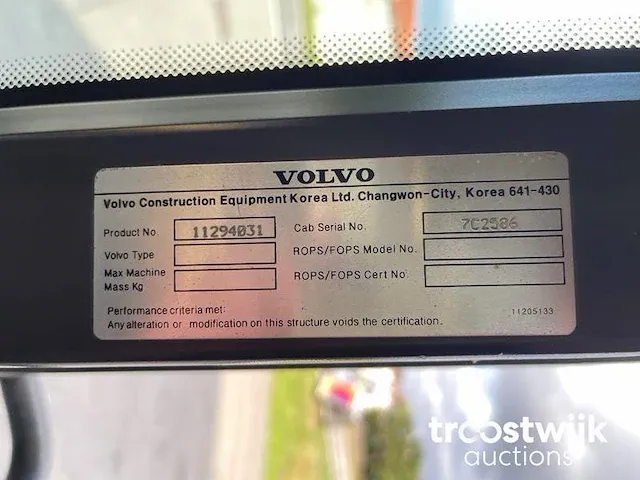 VOLVO
Volvo Construction Equipment Korea Ltd. Changwon-City, Korea 641-430
Product No. 11294031 Cab Serial No. 7C2586
Volvo Type ROPS/FOPS Model No.
Max Machine Mass Kg ROPS/FOPS Cert No.
Performance criteria met:
11205133
Any alteration or modification on this structure voids the certification.
troostwijk
auctions